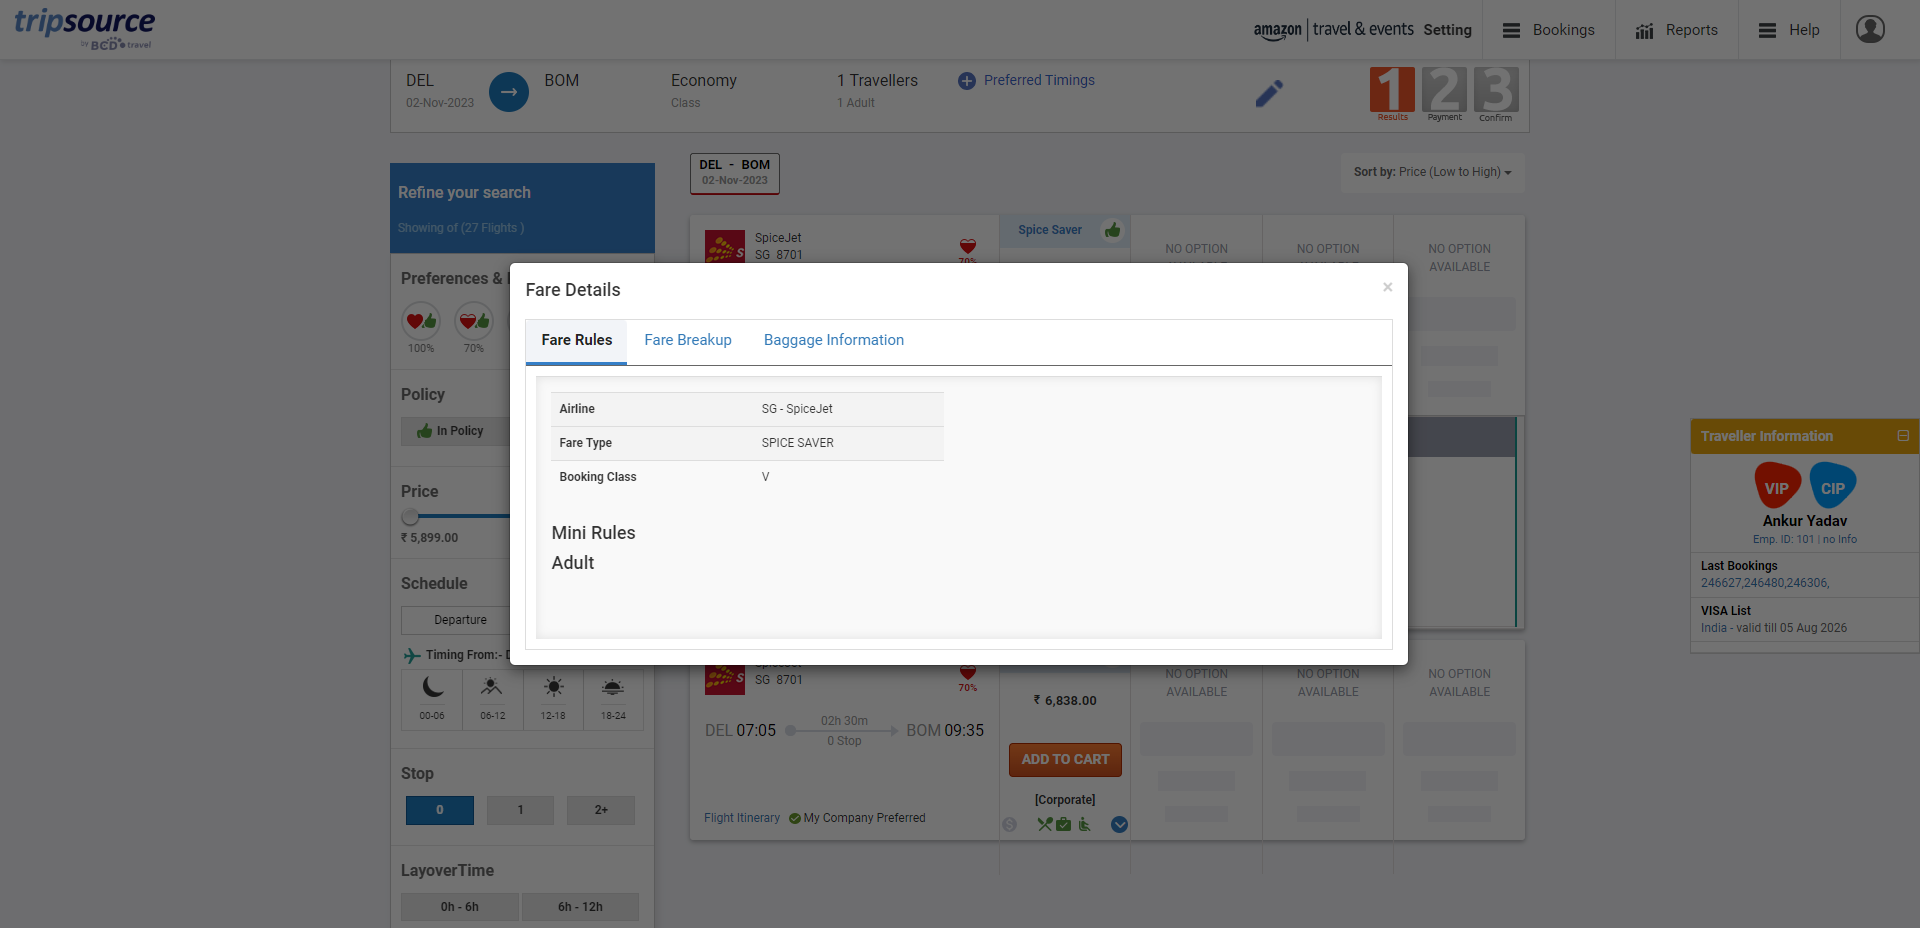 tripsource
by BCD travel
amazon | travel & events Setting
Bookings
Reports
Help
DEL
02-Nov-2023
BOM
Economy
Class
1 Travellers
1 Adult
Preferred Timings
1 2 3
Results Payment Confirm
Refine your search
Showing of (27 Flights )
DEL - BOM
02-Nov-2023
Sort by: Price (Low to High)
SpiceJet
SG 8701
70%
Spice Saver
NO OPTION
AVAILABLE
NO OPTION
AVAILABLE
NO OPTION
AVAILABLE
Preferences &
100%
70%
Policy
In Policy
Price
₹ 5,899.00
Schedule
Departure
Timing From:-
00-06
06-12
12-18
18-24
Stop
0
1
2+
LayoverTime
0h - 6h
6h - 12h
Fare Details
×
Fare Rules
Fare Breakup
Baggage Information
Airline SG - SpiceJet
Fare Type SPICE SAVER
Booking Class V
Mini Rules
Adult
SG 8701
70%
DEL 07:05
02h 30m
0 Stop
BOM 09:35
Flight Itinerary
My Company Preferred
₹ 6,838.00
ADD TO CART
[Corporate]
NO OPTION
AVAILABLE
NO OPTION
AVAILABLE
NO OPTION
AVAILABLE
Traveller Information
VIP
CIP
Ankur Yadav
Emp. ID: 101 | no Info
Last Bookings
246627,246480,246306,
VISA List
India - valid till 05 Aug 2026